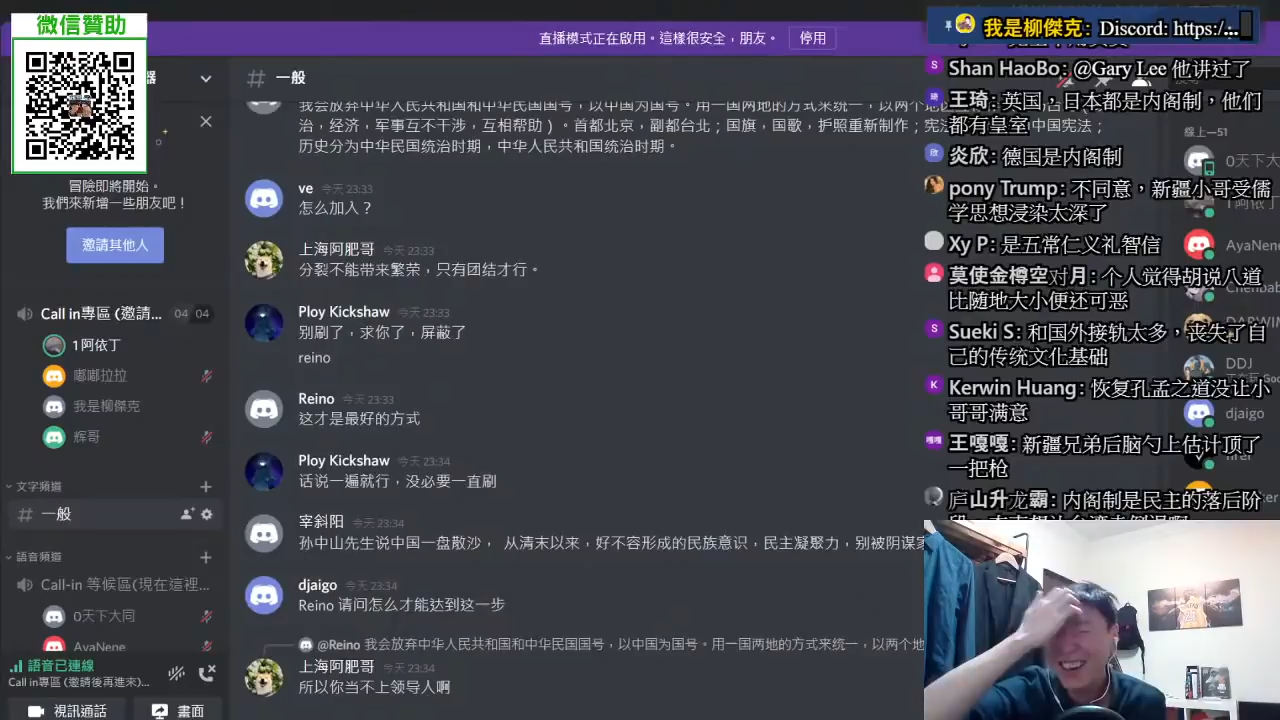 微信贊助
直播模式正在啟用。這樣很安全，朋友。
停用
器
冒險即將開始。
我們來新增一些朋友吧！
邀請其他人
Call in專區 (邀請...
04 04
1阿依丁
嘟嘟拉拉
我是柳傑克
辉哥
文字頻道
一般
語音頻道
Call-in 等候區(現在這裡...
0天下大同
AyaNene
語音已連線
Call in專區 (邀請後再進來)...
視訊通話
畫面
# 一般
我会放弃中华人民共和国和中华民国国号，以中国为国号。用一国两地的方式来统一，以两个地
治，经济，军事互不干涉，互相帮助）。首都北京，副都台北；国旗，国歌，护照重新制作；宪法
中国宪法；
历史分为中华民国统治时期，中华人民共和国统治时期。
ve 今天 23:33
怎么加入？
上海阿肥哥 今天 23:33
分裂不能带来繁荣，只有团结才行。
Ploy Kickshaw 今天 23:33
别刷了，求你了，屏蔽了
reino
Reino 今天 23:33
这才是最好的方式
Ploy Kickshaw 今天 23:34
话说一遍就行，没必要一直刷
宰斜阳 今天 23:34
孙中山先生说中国一盘散沙， 从清末以来，好不容形成的民族意识，民主凝聚力，别被阴谋家
djaigo 今天 23:34
Reino 请问怎么才能达到这一步
@Reino 我会放弃中华人民共和国和中华民国国号，以中国为国号。用一国两地的方式来统一，以两个地
上海阿肥哥 今天 23:34
所以你当不上领导人啊
我是柳傑克: Discord: https:/...
Shan HaoBo: @Gary Lee 他讲过了
王琦: 英国，日本都是内阁制，他们
都有皇室
炎欣: 德国是内阁制
pony Trump: 不同意，新疆小哥受儒
学思想浸染太深了
Xy P: 是五常仁义礼智信
莫使金樽空对月: 个人觉得胡说八道
比随地大小便还可恶
Sueki S: 和国外接轨太多，丧失了自
己的传统文化基础
Kerwin Huang: 恢复孔孟之道没让小
哥哥满意
王嘎嘎: 新疆兄弟后脑勺上估计顶了
一把枪
庐山升龙霸: 内阁制是民主的落后阶
線上—51
0天下大
AyaNene
DDJ
djaigo